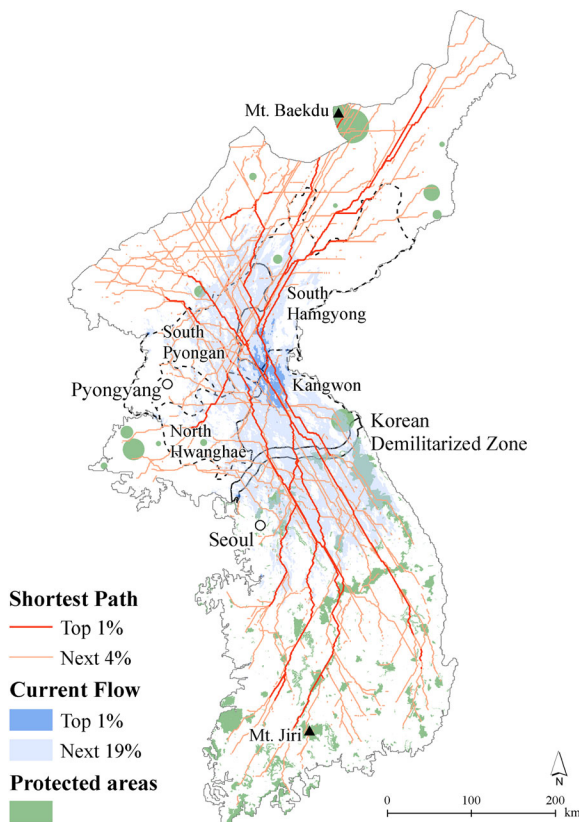 Mt. Baekdu
South
Hamgyong
South
Pyongan
Pyongyang
Kangwon
North
Hwanghae
Korean
Demilitarized Zone
Seoul
Mt. Jiri
Shortest Path
Top 1%
Next 4%
Current Flow
Top 1%
Next 19%
Protected areas
N
0 100 200
km